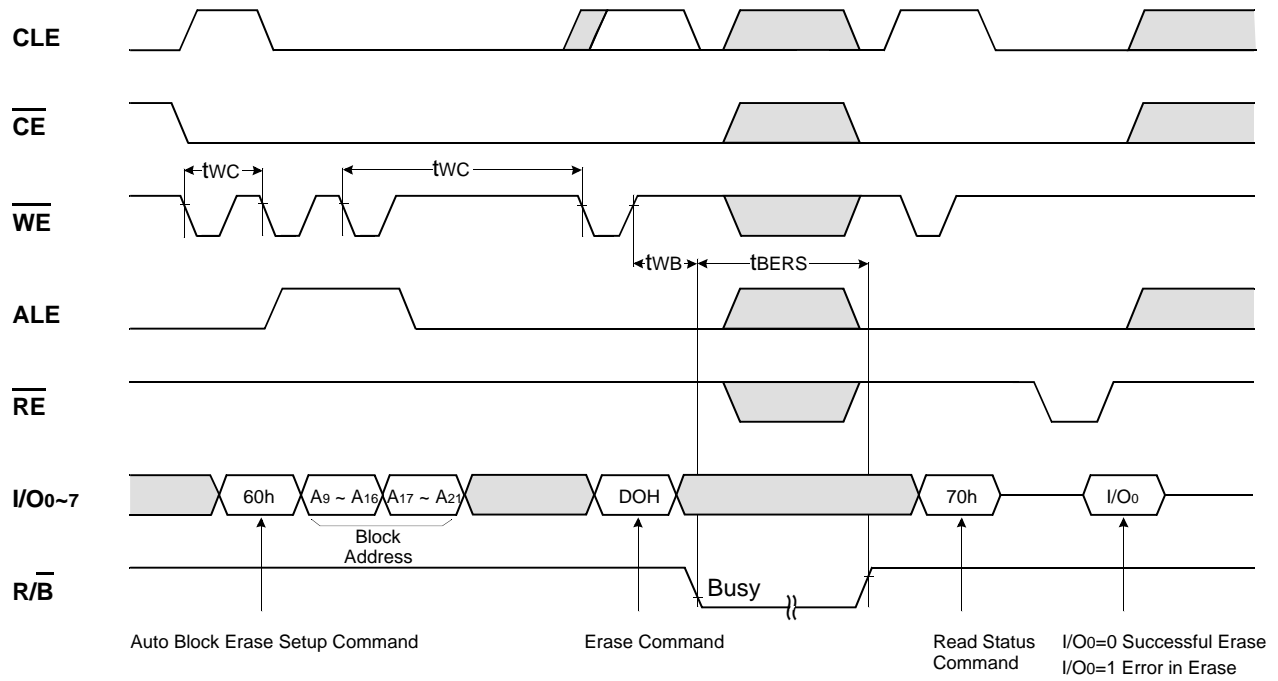 CLE
CE
tWC
tWC
WE
tWB
tBERS
ALE
RE
I/O0~7
60h
A9 ~ A16
A17 ~ A21
DOH
70h
I/O0
Block
Address
R/B
Busy
Auto Block Erase Setup Command
Erase Command
Read Status
Command
I/O0=0 Successful Erase
I/O0=1 Error in Erase